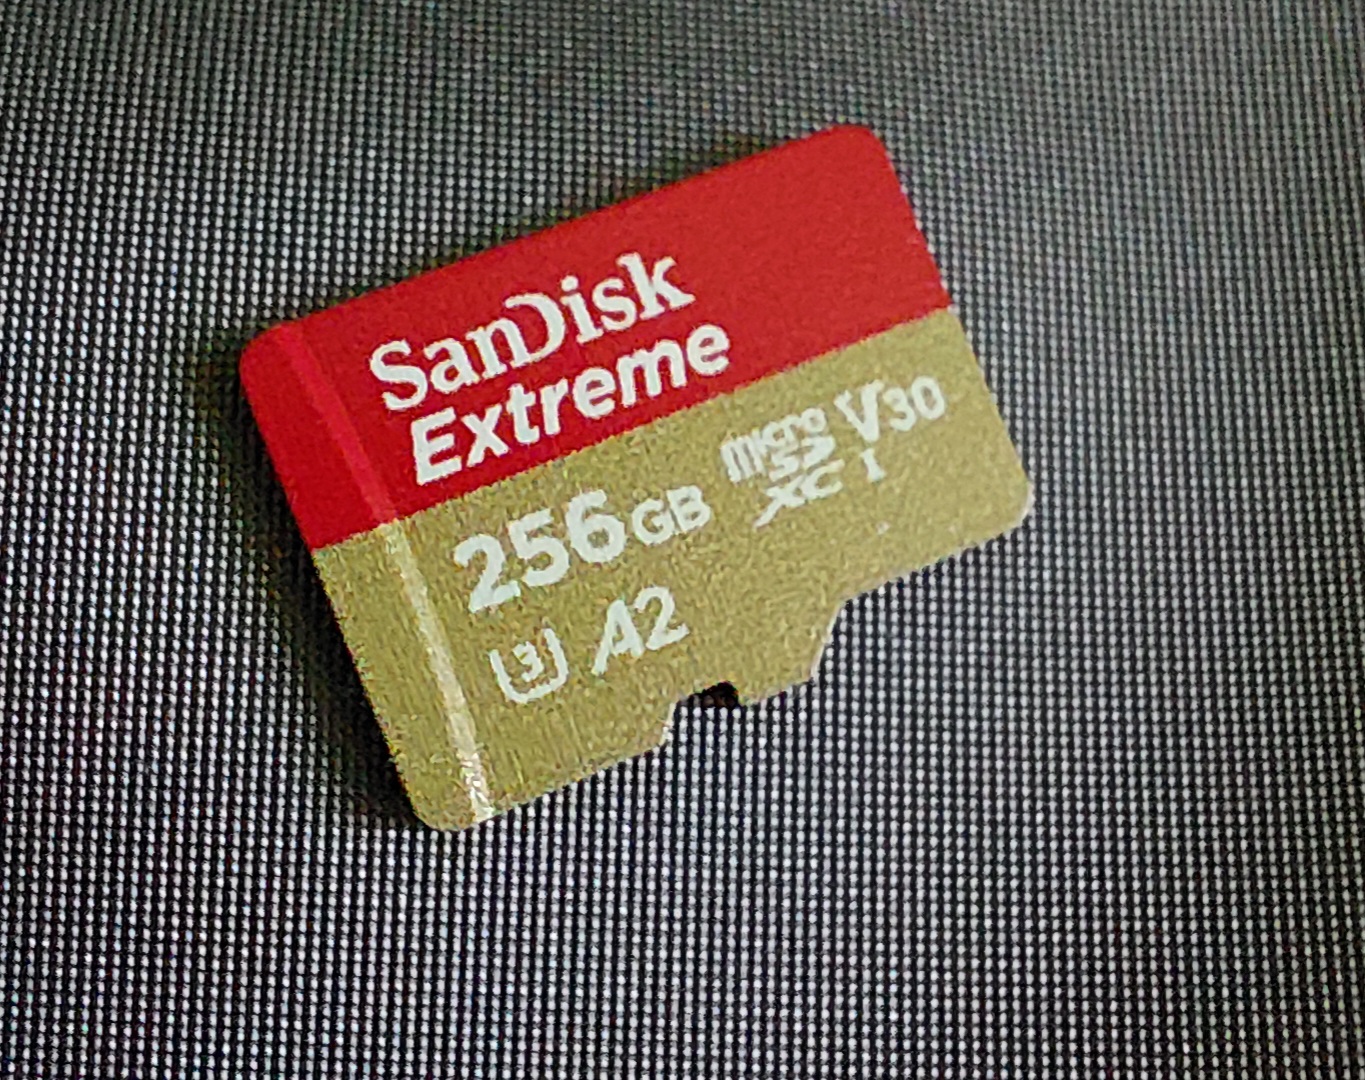 SanDisk
Extreme
256GB micro SD XC I V30
3 A2